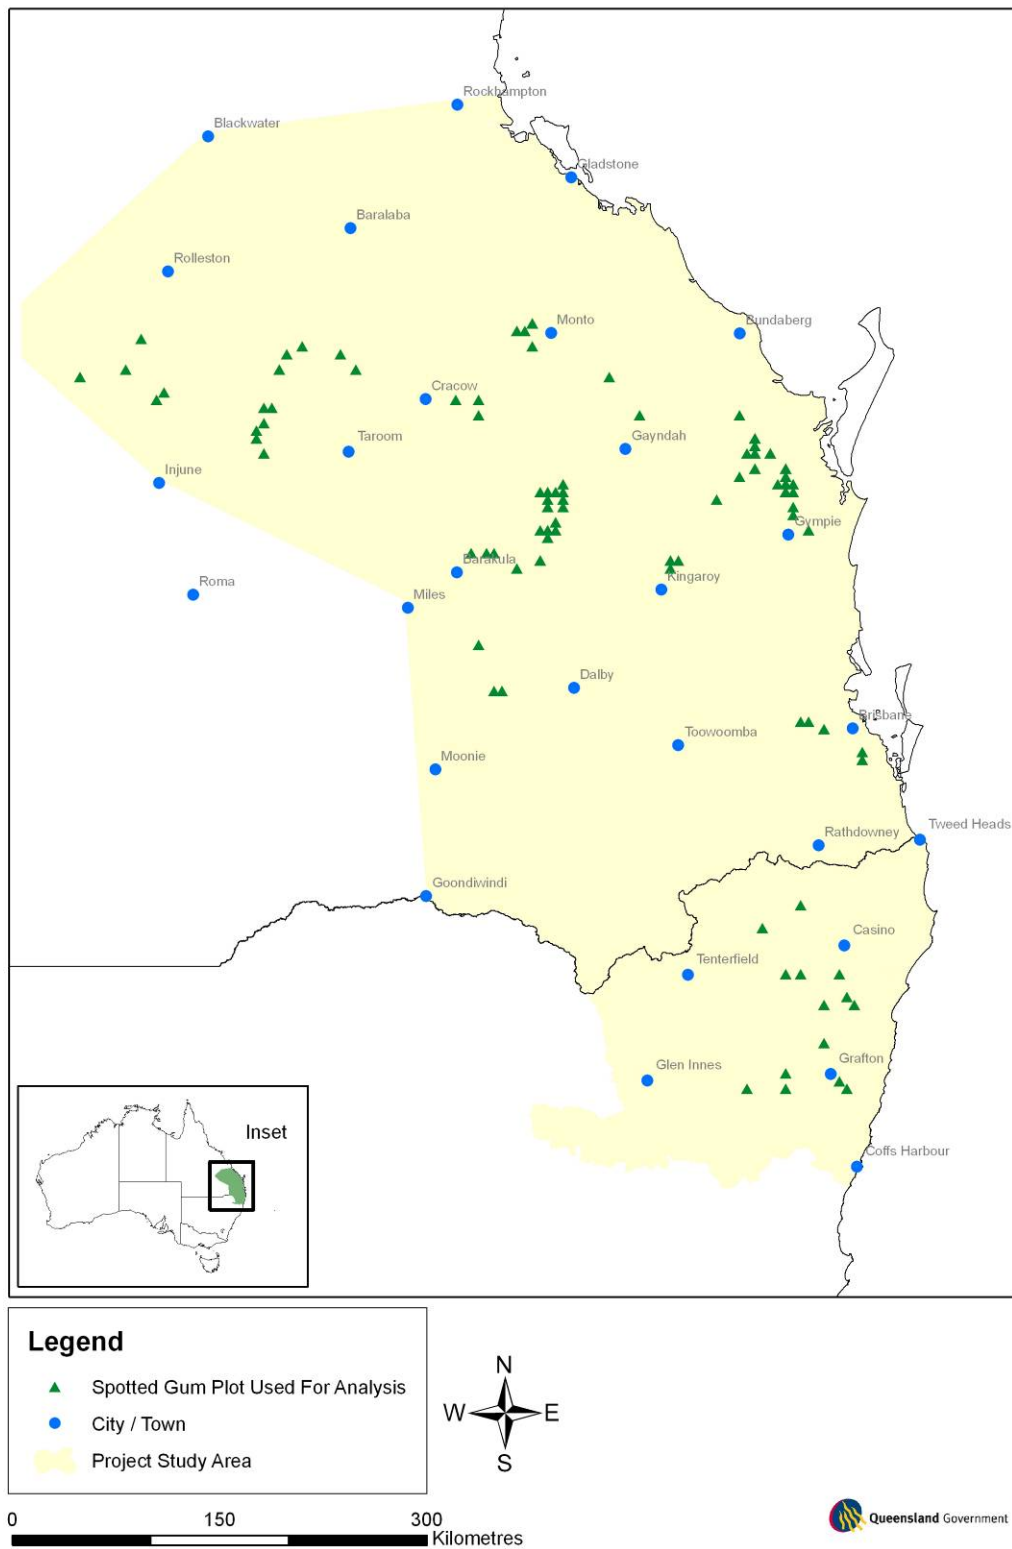 Rockhampton
Blackwater
Gladstone
Baralaba
Rolleston
Monto
Bundaberg
Cracow
Taroom
Gayndah
Injune
Gympie
Barakula
Roma
Kingaroy
Miles
Dalby
Brisbane
Toowoomba
Moonie
Tweed Heads
Rathdowney
Goondiwindi
Casino
Tenterfield
Glen Innes
Grafton
Inset
Coffs Harbour
Legend
Spotted Gum Plot Used For Analysis
City / Town
Project Study Area
N
W E
S
0 150 300
Kilometres
Queensland Government